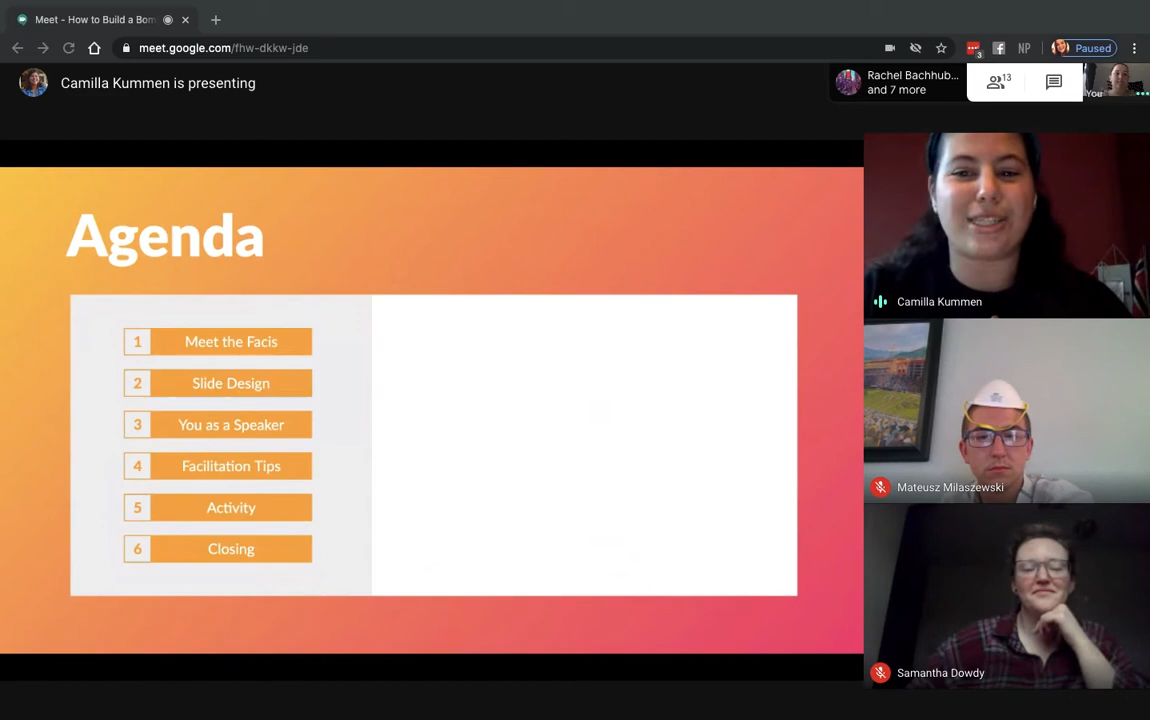 Meet - How to Build a Bom
meet.google.com/fhw-dkkw-jde
3
NP
Paused
Camilla Kummen is presenting
Rachel Bachhub...
and 7 more
13
You
Agenda
1 Meet the Facis
2 Slide Design
3 You as a Speaker
4 Facilitation Tips
5 Activity
6 Closing
Camilla Kummen
Mateusz Milaszewski
Samantha Dowdy